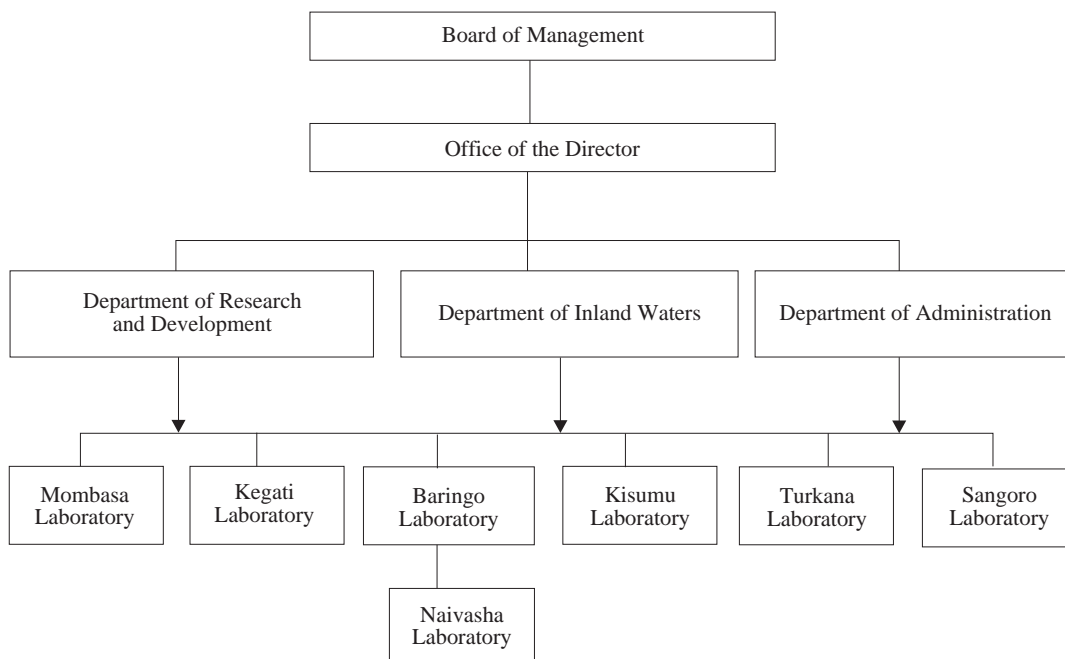 Board of Management
Office of the Director
Department of Research
and Development
Department of Inland Waters
Department of Administration
Mombasa
Laboratory
Kegati
Laboratory
Baringo
Laboratory
Kisumu
Laboratory
Turkana
Laboratory
Sangoro
Laboratory
Naivasha
Laboratory